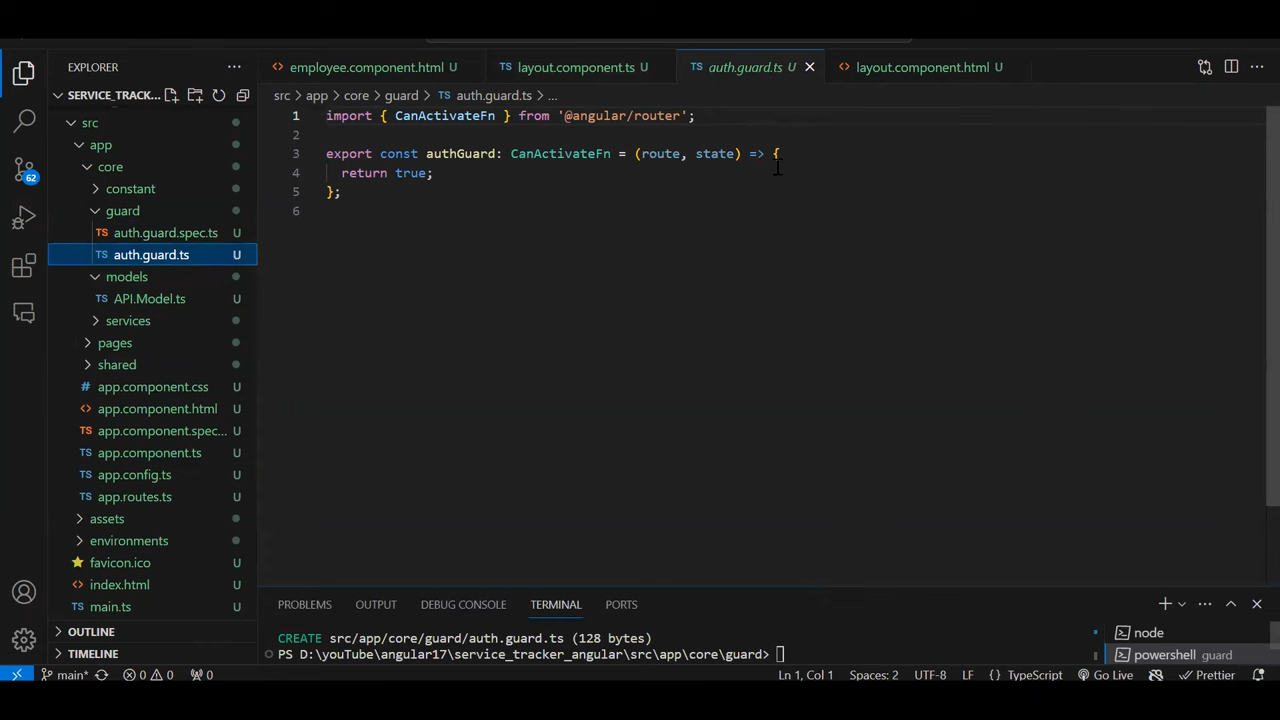 EXPLORER
employee.component.html U
layout.component.ts U
auth.guard.ts U
layout.component.html U
SERVICE_TRACK...
src > app > core > guard > auth.guard.ts > ...
src
app
core
constant
guard
auth.guard.spec.ts U
auth.guard.ts U
models
API.Model.ts U
services
pages
shared
app.component.css U
app.component.html U
app.component.spec... U
app.component.ts U
app.config.ts U
app.routes.ts U
assets
environments
favicon.ico U
index.html U
main.ts U
OUTLINE
TIMELINE
62
1 import { CanActivateFn } from '@angular/router';
2
3 export const authGuard: CanActivateFn = (route, state) => {
4 return true;
5 };
6
PROBLEMS OUTPUT DEBUG CONSOLE TERMINAL PORTS
CREATE src/app/core/guard/auth.guard.ts (128 bytes)
PS D:\youTube\angular17\service_tracker_angular\src\app\core\guard>
node
powershell guard
main* 0 0 0 Ln 1, Col 1 Spaces: 2 UTF-8 LF {} TypeScript Go Live Prettier